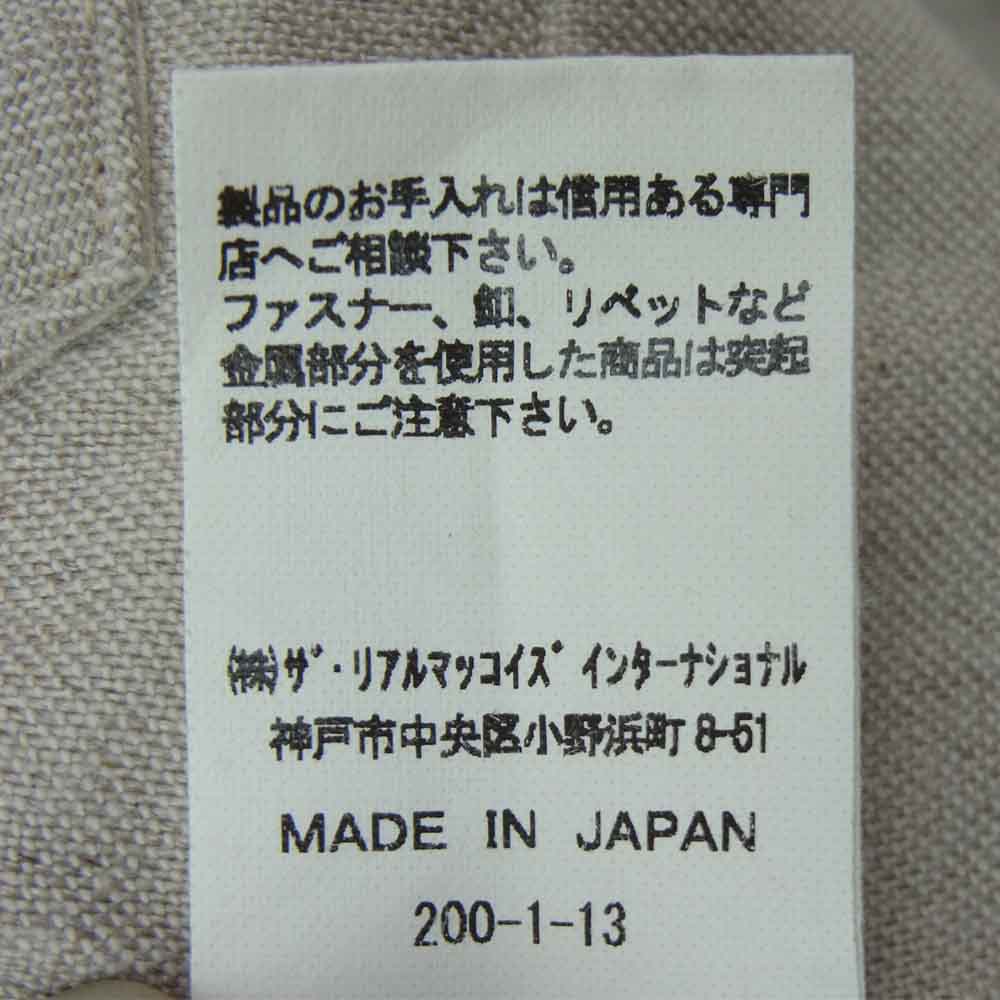 製品のお手入れは信用ある専門
店へご相談下さい。
ファスナー、釦、リベットなど
金属部分を使用した商品は突起
部分にご注意下さい。
㈱ｻﾞ・リアルマッコイｽﾞインターナショナル
神戸市中央区小野浜町8-51
MADE IN JAPAN
200-1-13